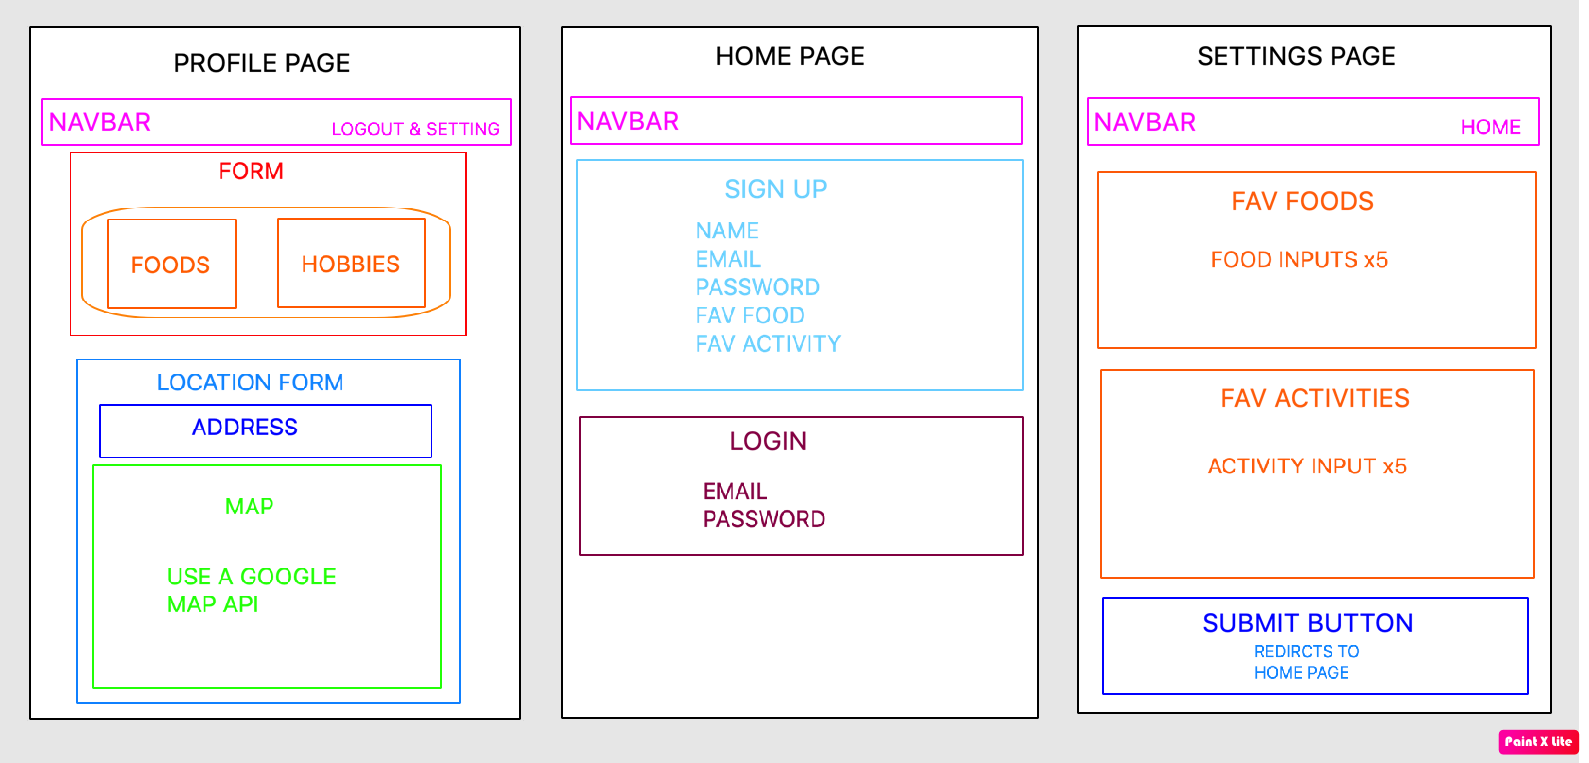 PROFILE PAGE
NAVBAR
LOGOUT & SETTING
FORM
FOODS
HOBBIES
LOCATION FORM
ADDRESS
MAP
USE A GOOGLE
MAP API
HOME PAGE
NAVBAR
SIGN UP
NAME
EMAIL
PASSWORD
FAV FOOD
FAV ACTIVITY
LOGIN
EMAIL
PASSWORD
SETTINGS PAGE
NAVBAR
HOME
FAV FOODS
FOOD INPUTS x5
FAV ACTIVITIES
ACTIVITY INPUT x5
SUBMIT BUTTON
REDIRCTS TO
HOME PAGE
Paint X Lite